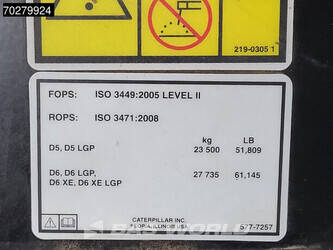 70279924
219-0305 1
FOPS: ISO 3449:2005 LEVEL II
ROPS: ISO 3471:2008
kg LB
D5, D5 LGP 23 500 51,809
D6, D6 LGP, 27 735 61,145
D6 XE, D6 XE LGP
CATERPILLAR INC.
PEORIA, ILLINOIS USA
577-7257